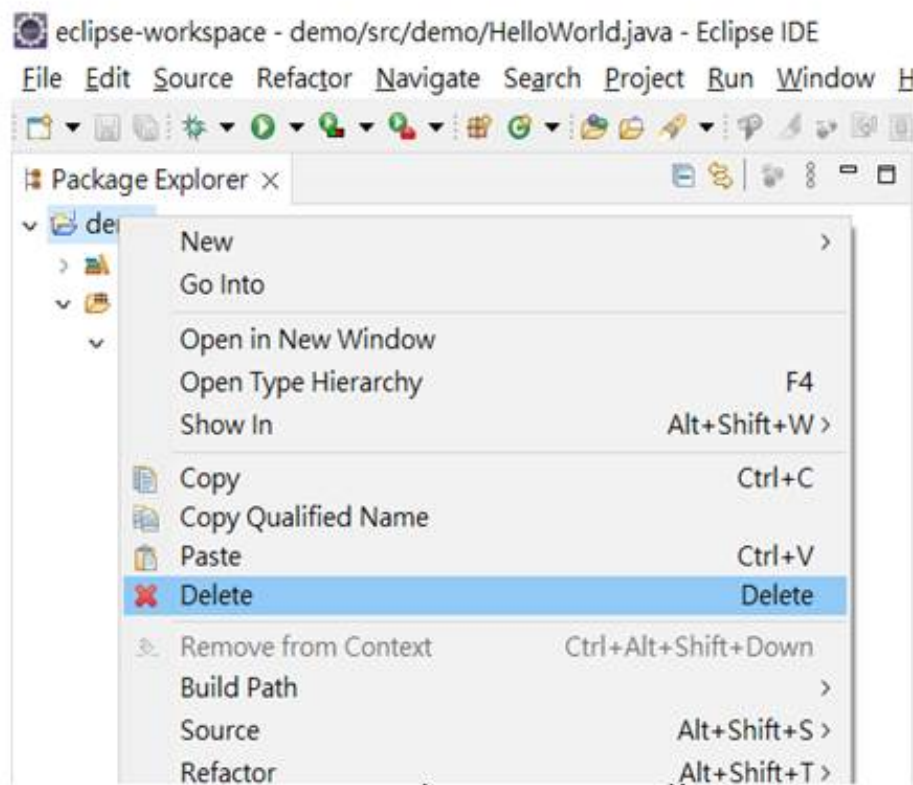 eclipse-workspace - demo/src/demo/HelloWorld.java - Eclipse IDE
File Edit Source Refactor Navigate Search Project Run Window H
Package Explorer
de
New
Go Into
Open in New Window
Open Type Hierarchy F4
Show In Alt+Shift+W >
Copy Ctrl+C
Copy Qualified Name
Paste Ctrl+V
Delete Delete
Remove from Context Ctrl+Alt+Shift+Down
Build Path
Source Alt+Shift+S >
Refactor Alt+Shift+T >